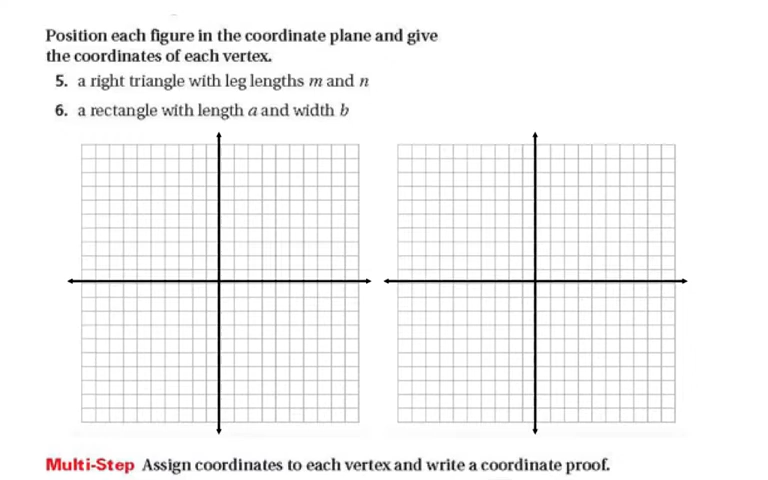 Position each figure in the coordinate plane and give
the coordinates of each vertex.
5. a right triangle with leg lengths m and n
6. a rectangle with length a and width b
Multi-Step Assign coordinates to each vertex and write a coordinate proof.